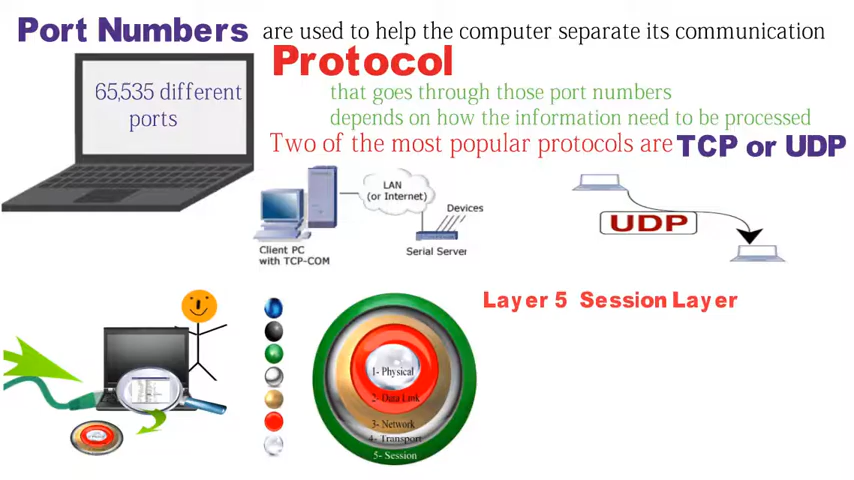 Port Numbers are used to help the computer separate its communication
Protocol
65,535 different
ports
that goes through those port numbers
depends on how the information need to be processed
Two of the most popular protocols are TCP or UDP
LAN
(or Internet)
Devices
Client PC
with TCP-COM
Serial Server
UDP
Layer 5 Session Layer
1- Physical
2- Data Link
3- Network
4- Transport
5- Session